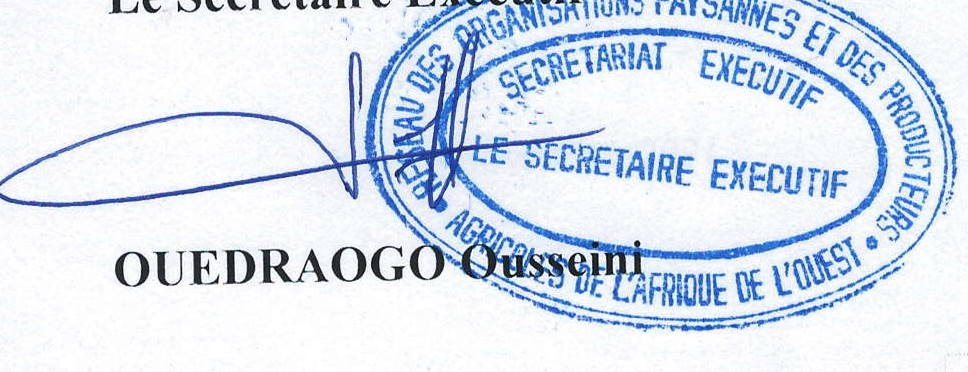 Le Secrétaire Exécutif
RESEAU DES ORGANISATIONS PAYSANNES ET DES PRODUCTEURS
SECRETARIAT EXECUTIF
LE SECRETAIRE EXECUTIF
• AGRICOLES DE L'AFRIQUE DE L'OUEST •
OUEDRAOGO Ousseini